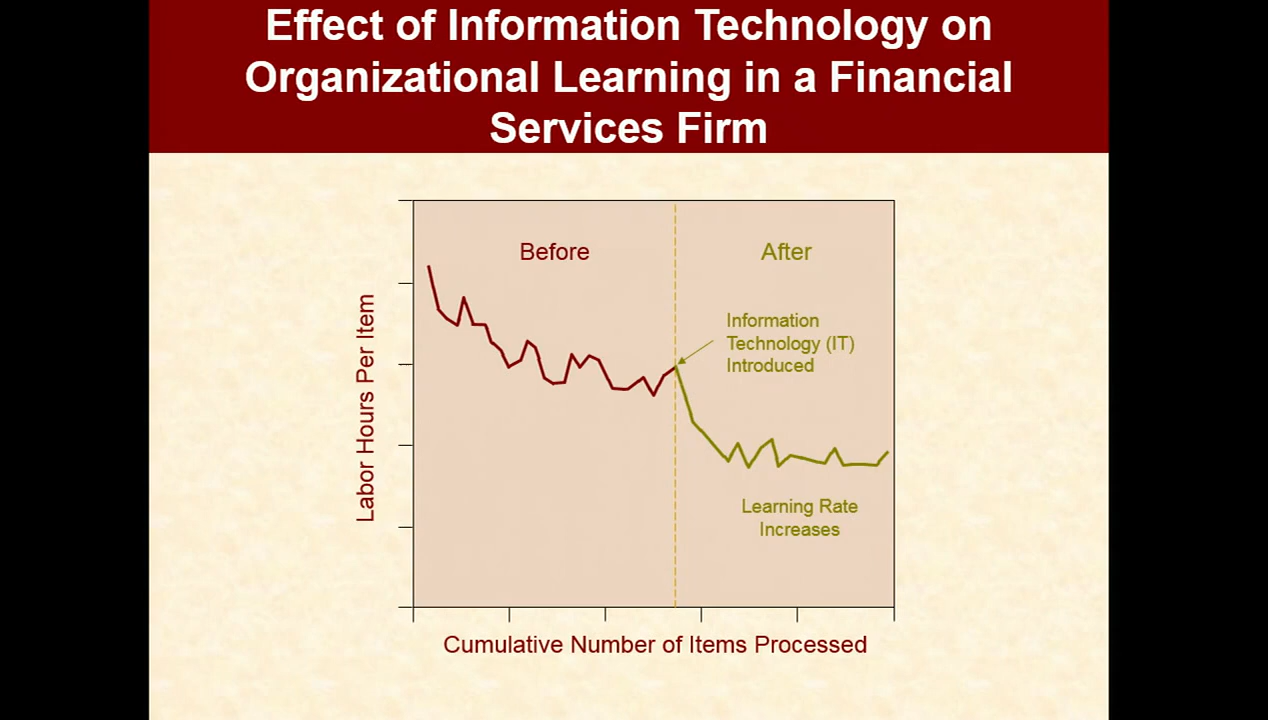 Effect of Information Technology on
Organizational Learning in a Financial
Services Firm
Before
After
Information
Technology (IT)
Introduced
Labor Hours Per Item
Learning Rate
Increases
Cumulative Number of Items Processed